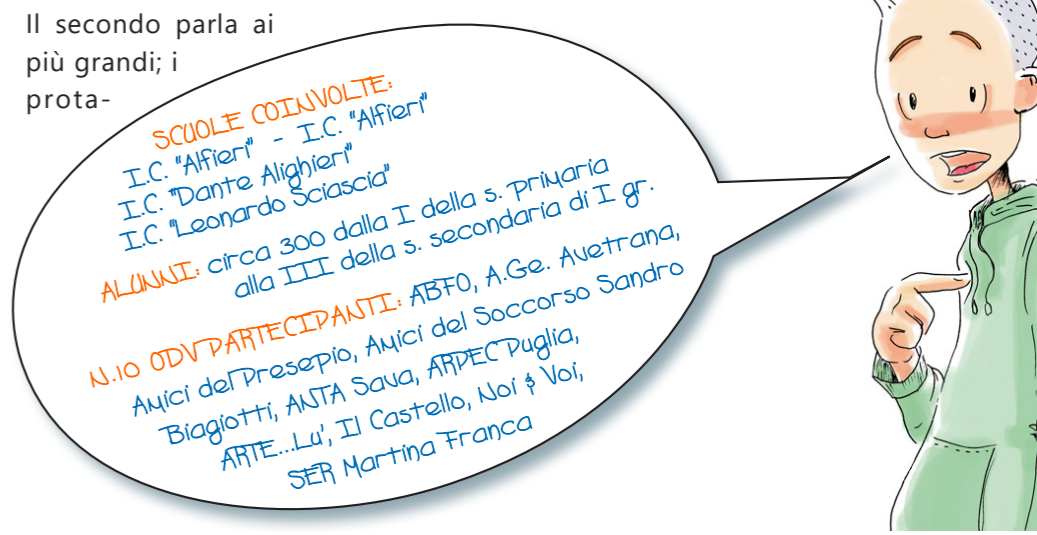 Il secondo parla ai
più grandi; i
prota-
SCUOLE COINVOLTE:
I.C. "Alfieri" - I.C. "Alfieri"
I.C. "Dante Alighieri"
I.C. "Leonardo Sciascia"
ALUNNI: circa 300 dalla I della s. primaria
alla III della s. secondaria di I gr.
N.10 ODV PARTECIPANTI: ABFO, A.Ge. Avetrana,
Amici del Presepio, Amici del Soccorso Sandro
Biagiotti, ANTA Sava, ARPEC Puglia,
ARTE...Lu', Il Castello, Noi & Voi,
SER Martina Franca